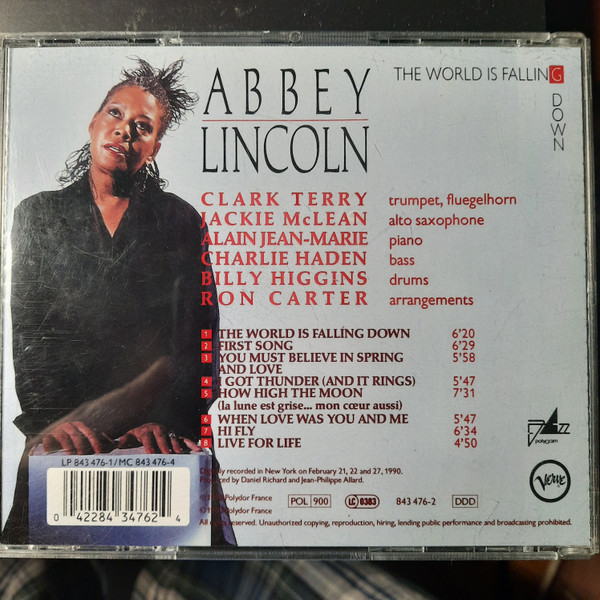 ABBEY
LINCOLN
THE WORLD IS FALLING
DOWN
CLARK TERRY trumpet, fluegelhorn
JACKIE McLEAN alto saxophone
ALAIN JEAN-MARIE piano
CHARLIE HADEN bass
BILLY HIGGINS drums
RON CARTER arrangements
1 THE WORLD IS FALLING DOWN 6'20
2 FIRST SONG 6'29
3 YOU MUST BELIEVE IN SPRING 5'58
AND LOVE
4 I GOT THUNDER (AND IT RINGS) 5'47
5 HOW HIGH THE MOON 7'31
(la lune est grise... mon cœur aussi)
6 WHEN LOVE WAS YOU AND ME 5'47
7 HI FLY 6'34
8 LIVE FOR LIFE 4'50
JAZZ
polygram
LP 843 476-1 / MC 843 476-4
0 42284 34762 4
Digitally recorded in New York on February 21, 22 and 27, 1990.
Produced by Daniel Richard and Jean-Philippe Allard.
Polydor France
POL 900
LC 0383
843 476-2
DDD
Polydor France
All rights reserved. Unauthorized copying, reproduction, hiring, lending public performance and broadcasting prohibited.
VERVE